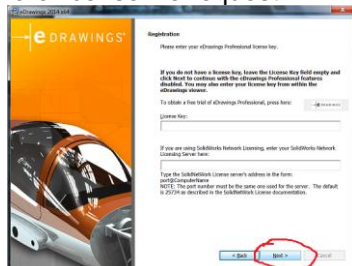 eDrawings 2014 x64
eDRAWINGS®
Registration
Please enter your eDrawings Professional license key.
If you do not have a license key, leave the License Key field empty and
click Next to continue with the eDrawings Professional features
disabled. You may also enter your license key from within the
eDrawings viewer.
To obtain a free trial of eDrawings Professional, press here:
License Key:
If you are using SolidWorks Network Licensing, enter your SolidWorks Network
Licensing Server here:
Type the SolidNetWork License server's address in the form:
port@ComputerName
NOTE: The port number must be the same one used for the server. The default
is 25734 as described in the SolidNetWork License documentation.
< Back
Next >
Cancel